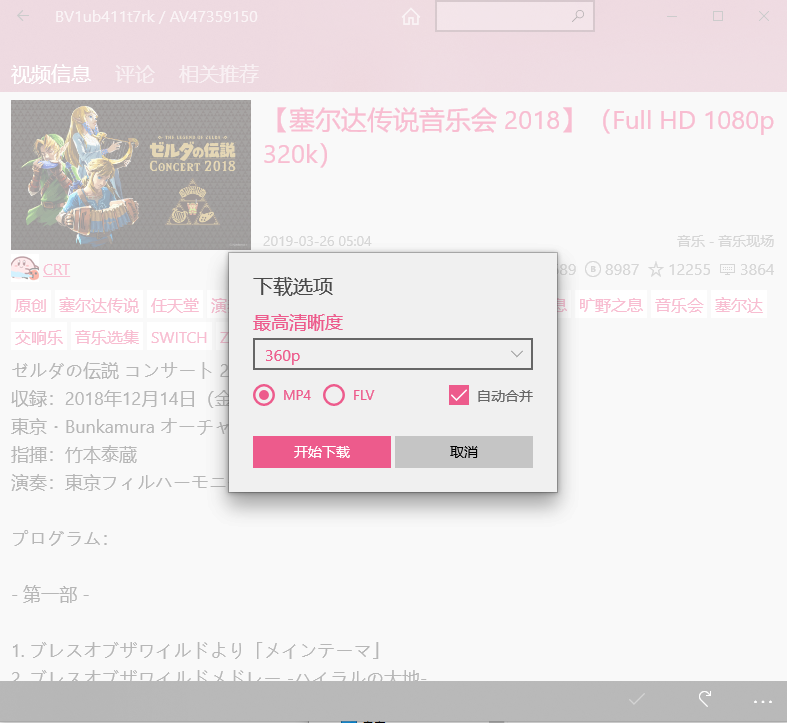 BV1ub411t7rk / AV47359150
视频信息 评论 相关推荐
THE LEGEND OF ZELDA
ゼルダの伝説
CONCERT 2018
【塞尔达传说音乐会 2018】（Full HD 1080p
320k）
2019-03-26 05:04 音乐 - 音乐现场
CRT
89 8987 12255 3864
原创 塞尔达传说 任天堂 演 息 旷野之息 音乐会 塞尔达
交响乐 音乐选集 SWITCH Z
ゼルダの伝説 コンサート 2
収録：2018年12月14日（金
東京・Bunkamura オーチャ
指揮：竹本泰蔵
演奏：東京フィルハーモニ
プログラム：
- 第一部 -
1. ブレスオブザワイルドより「メインテーマ」
2. ブレスオブザワイルドメドレー -ハイラルの大地-
下载选项
最高清晰度
360p
MP4 FLV 自动合并
开始下载 取消